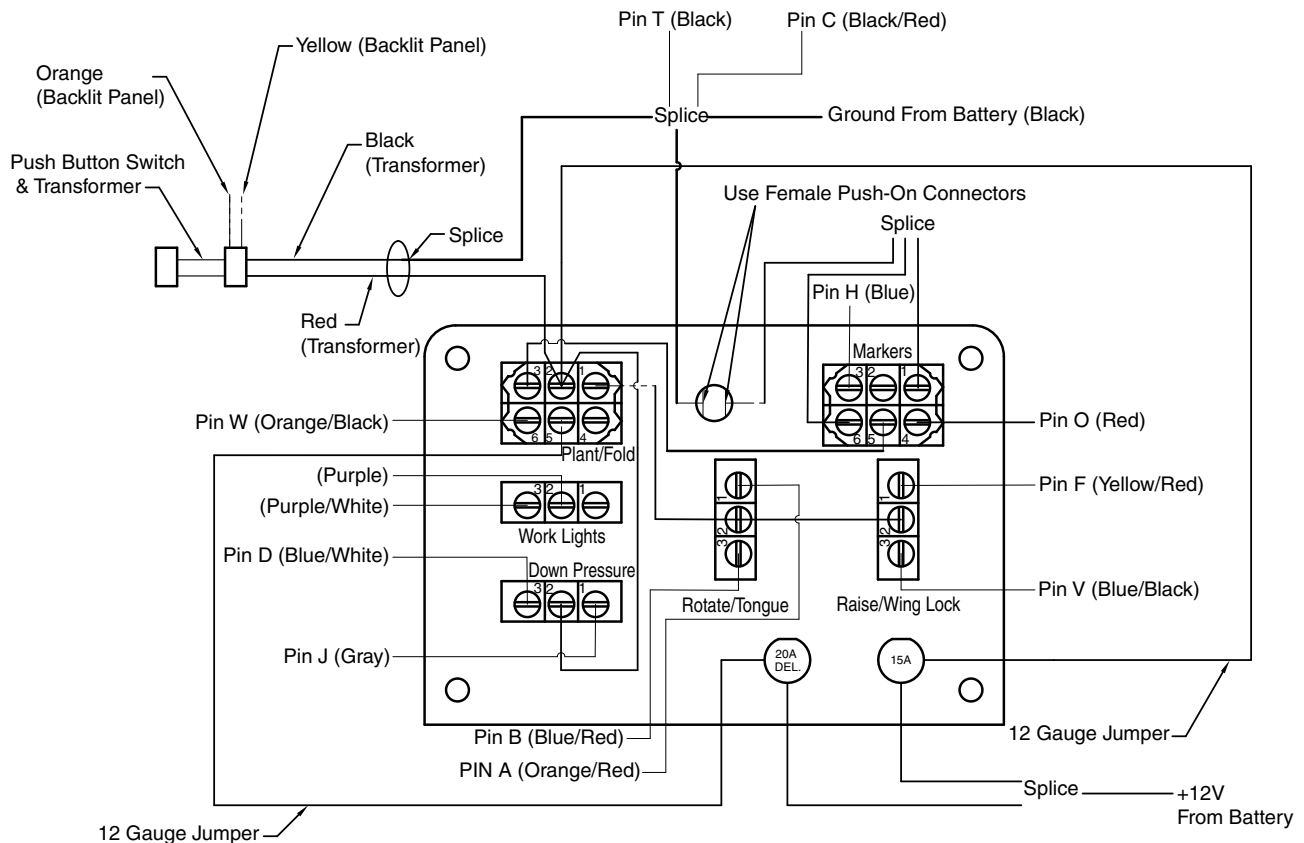 Pin T (Black)
Pin C (Black/Red)
Yellow (Backlit Panel)
Orange
(Backlit Panel)
Splice
Ground From Battery (Black)
Black
(Transformer)
Push Button Switch
& Transformer
Use Female Push-On Connectors
Splice
Splice
Pin H (Blue)
Red
(Transformer)
Markers
3 2 1
3 2 1
Pin W (Orange/Black)
6 5 4
6 5 4
Pin O (Red)
Plant/Fold
(Purple)
3 2 1
1
1
Pin F (Yellow/Red)
(Purple/White)
2
2
Work Lights
3
3
Pin D (Blue/White)
Down Pressure
3 2 1
Pin V (Blue/Black)
Rotate/Tongue
Raise/Wing Lock
Pin J (Gray)
20A
DEL.
15A
Pin B (Blue/Red)
12 Gauge Jumper
PIN A (Orange/Red)
Splice
+12V
From Battery
12 Gauge Jumper